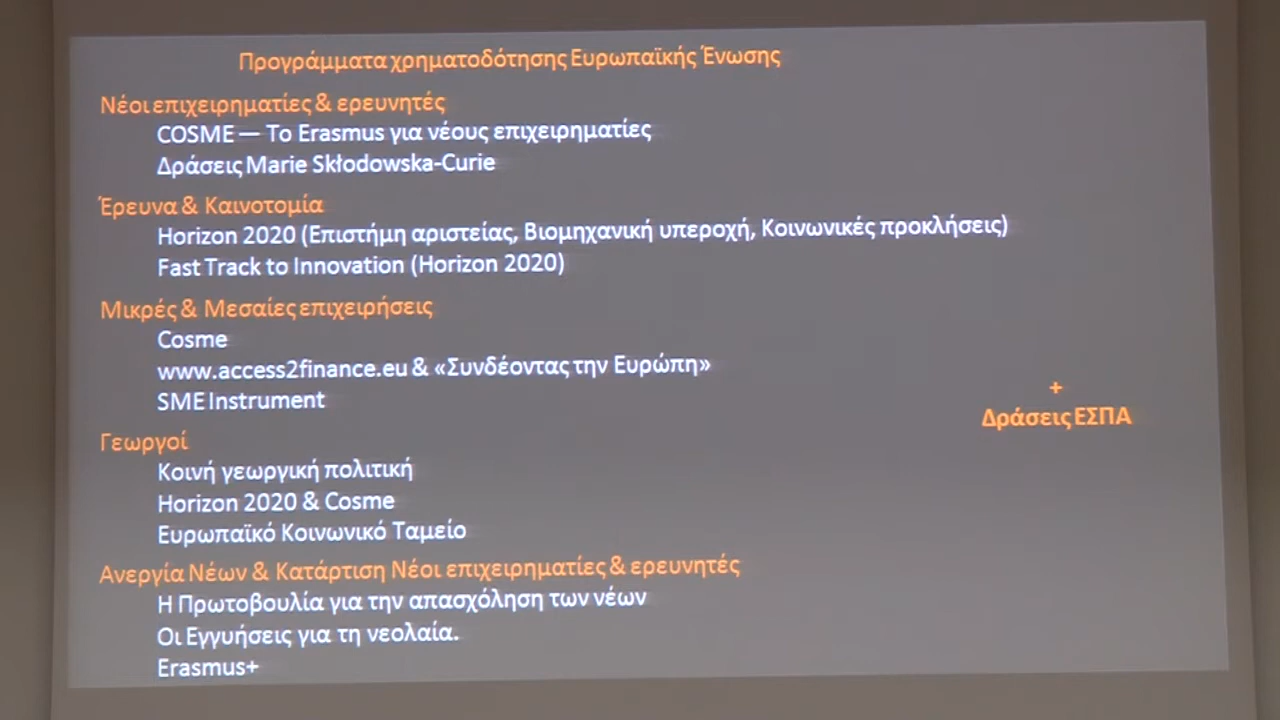 Προγράμματα χρηματοδότησης Ευρωπαϊκής Ένωσης
Νέοι επιχειρηματίες & ερευνητές
COSME — Το Erasmus για νέους επιχειρηματίες
Δράσεις Marie Skłodowska-Curie
Έρευνα & Καινοτομία
Horizon 2020 (Επιστήμη αριστείας, Βιομηχανική υπεροχή, Κοινωνικές προκλήσεις)
Fast Track to Innovation (Horizon 2020)
Μικρές & Μεσαίες επιχειρήσεις
Cosme
www.access2finance.eu & «Συνδέοντας την Ευρώπη»
SME Instrument
+
Δράσεις ΕΣΠΑ
Γεωργοί
Κοινή γεωργική πολιτική
Horizon 2020 & Cosme
Ευρωπαϊκό Κοινωνικό Ταμείο
Ανεργία Νέων & Κατάρτιση Νέοι επιχειρηματίες & ερευνητές
Η Πρωτοβουλία για την απασχόληση των νέων
Οι Εγγυήσεις για τη νεολαία.
Erasmus+